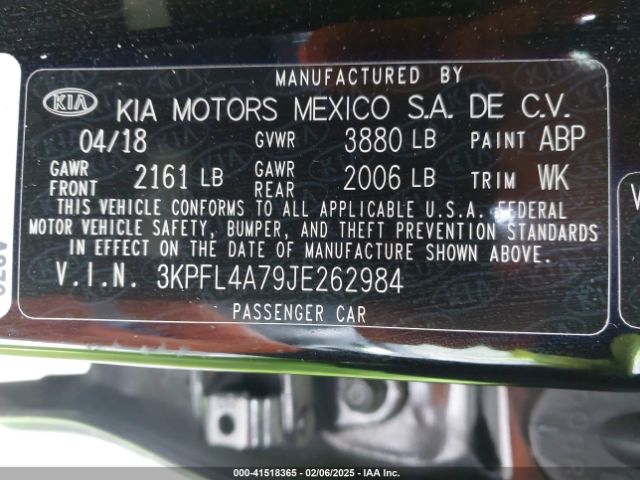 MANUFACTURED BY
KIA KIA MOTORS MEXICO S.A. DE C.V.
04/18 GVWR 3880 LB PAINT ABP
GAWR FRONT 2161 LB GAWR REAR 2006 LB TRIM WK
THIS VEHICLE CONFORMS TO ALL APPLICABLE U.S.A. FEDERAL
MOTOR VEHICLE SAFETY, BUMPER, AND THEFT PREVENTION STANDARDS
IN EFFECT ON THE DATE OF MANUFACTURE SHOWN ABOVE.
V.I.N. 3KPFL4A79JE262984
PASSENGER CAR
000-41518365 - 02/06/2025 - IAAI.com